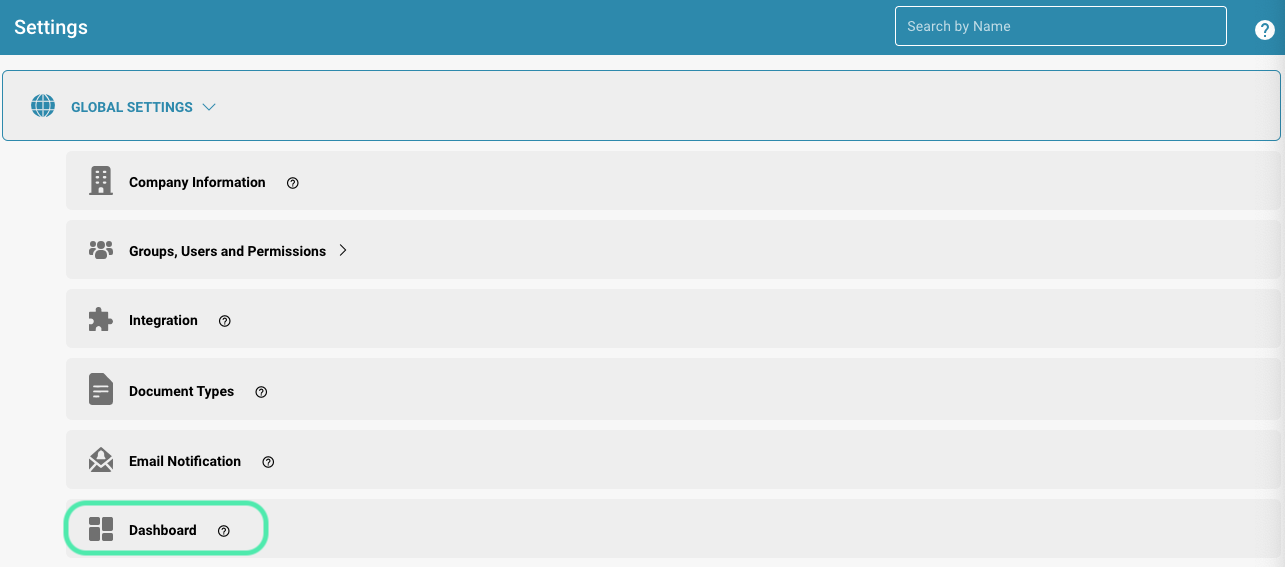 Settings
Search by Name
GLOBAL SETTINGS
Company Information
Groups, Users and Permissions
Integration
Document Types
Email Notification
Dashboard